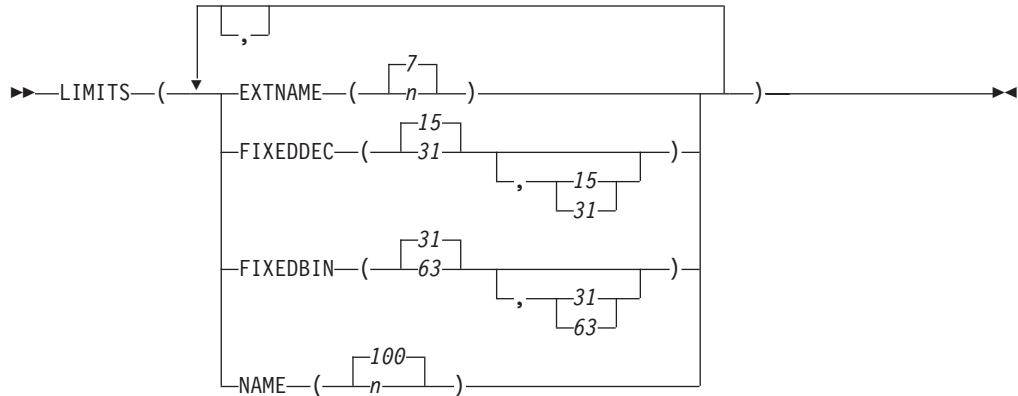 ,
7
LIMITS ( EXTNAME ( n ) )
15
FIXEDDEC ( 31 )
, 15
31
31
FIXEDBIN ( 63 )
, 31
63
100
NAME ( n )